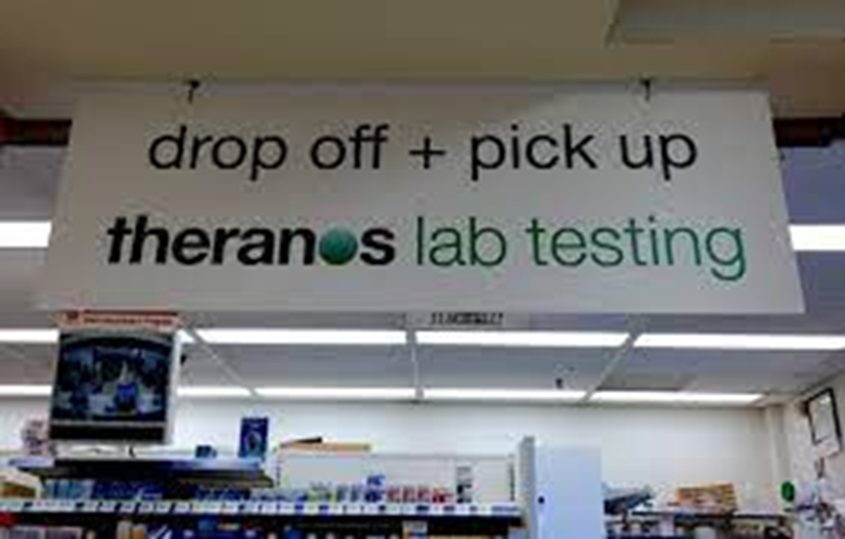 drop off + pick up
theranos lab testing